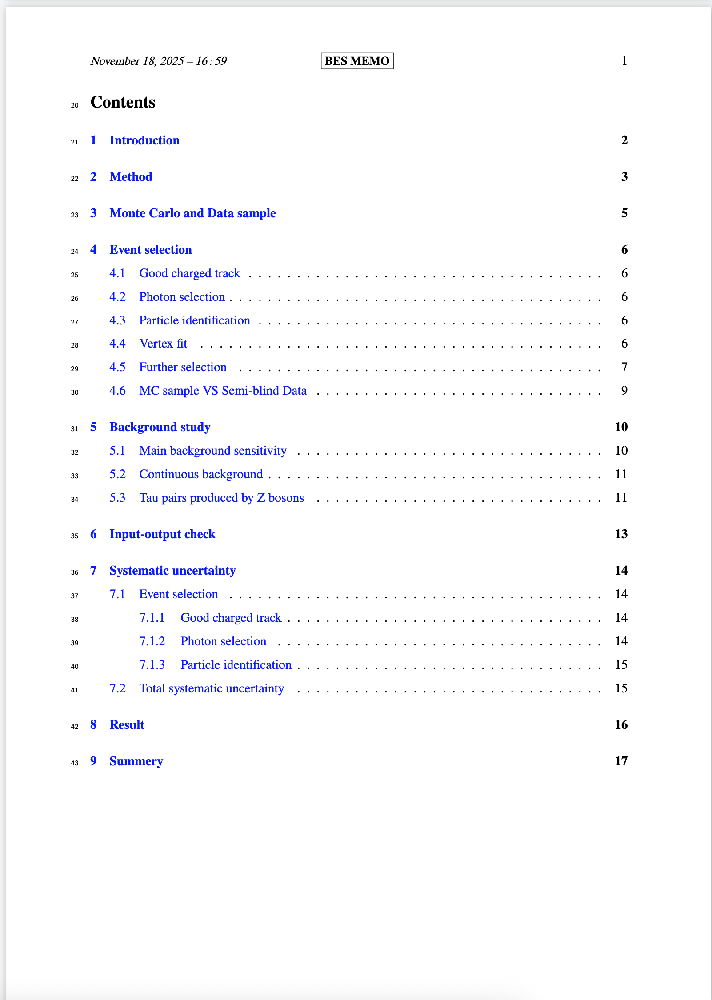 November 18, 2025 – 16:59 BES MEMO 1
20 Contents
21 1 Introduction 2
22 2 Method 3
23 3 Monte Carlo and Data sample 5
24 4 Event selection 6
25 4.1 Good charged track . . . . . . . . . . . . . . . . . . . . . . . . . . . . . . . . . . . . . 6
26 4.2 Photon selection . . . . . . . . . . . . . . . . . . . . . . . . . . . . . . . . . . . . . . . 6
27 4.3 Particle identification . . . . . . . . . . . . . . . . . . . . . . . . . . . . . . . . . . . . 6
28 4.4 Vertex fit . . . . . . . . . . . . . . . . . . . . . . . . . . . . . . . . . . . . . . . . . . 6
29 4.5 Further selection . . . . . . . . . . . . . . . . . . . . . . . . . . . . . . . . . . . . . . 7
30 4.6 MC sample VS Semi-blind Data . . . . . . . . . . . . . . . . . . . . . . . . . . . . . . 9
31 5 Background study 10
32 5.1 Main background sensitivity . . . . . . . . . . . . . . . . . . . . . . . . . . . . . . . . 10
33 5.2 Continuous background . . . . . . . . . . . . . . . . . . . . . . . . . . . . . . . . . . . 11
34 5.3 Tau pairs produced by Z bosons . . . . . . . . . . . . . . . . . . . . . . . . . . . . . . 11
35 6 Input-output check 13
36 7 Systematic uncertainty 14
37 7.1 Event selection . . . . . . . . . . . . . . . . . . . . . . . . . . . . . . . . . . . . . . . 14
38 7.1.1 Good charged track . . . . . . . . . . . . . . . . . . . . . . . . . . . . . . . . . 14
39 7.1.2 Photon selection . . . . . . . . . . . . . . . . . . . . . . . . . . . . . . . . . . 14
40 7.1.3 Particle identification . . . . . . . . . . . . . . . . . . . . . . . . . . . . . . . . 15
41 7.2 Total systematic uncertainty . . . . . . . . . . . . . . . . . . . . . . . . . . . . . . . . 15
42 8 Result 16
43 9 Summery 17